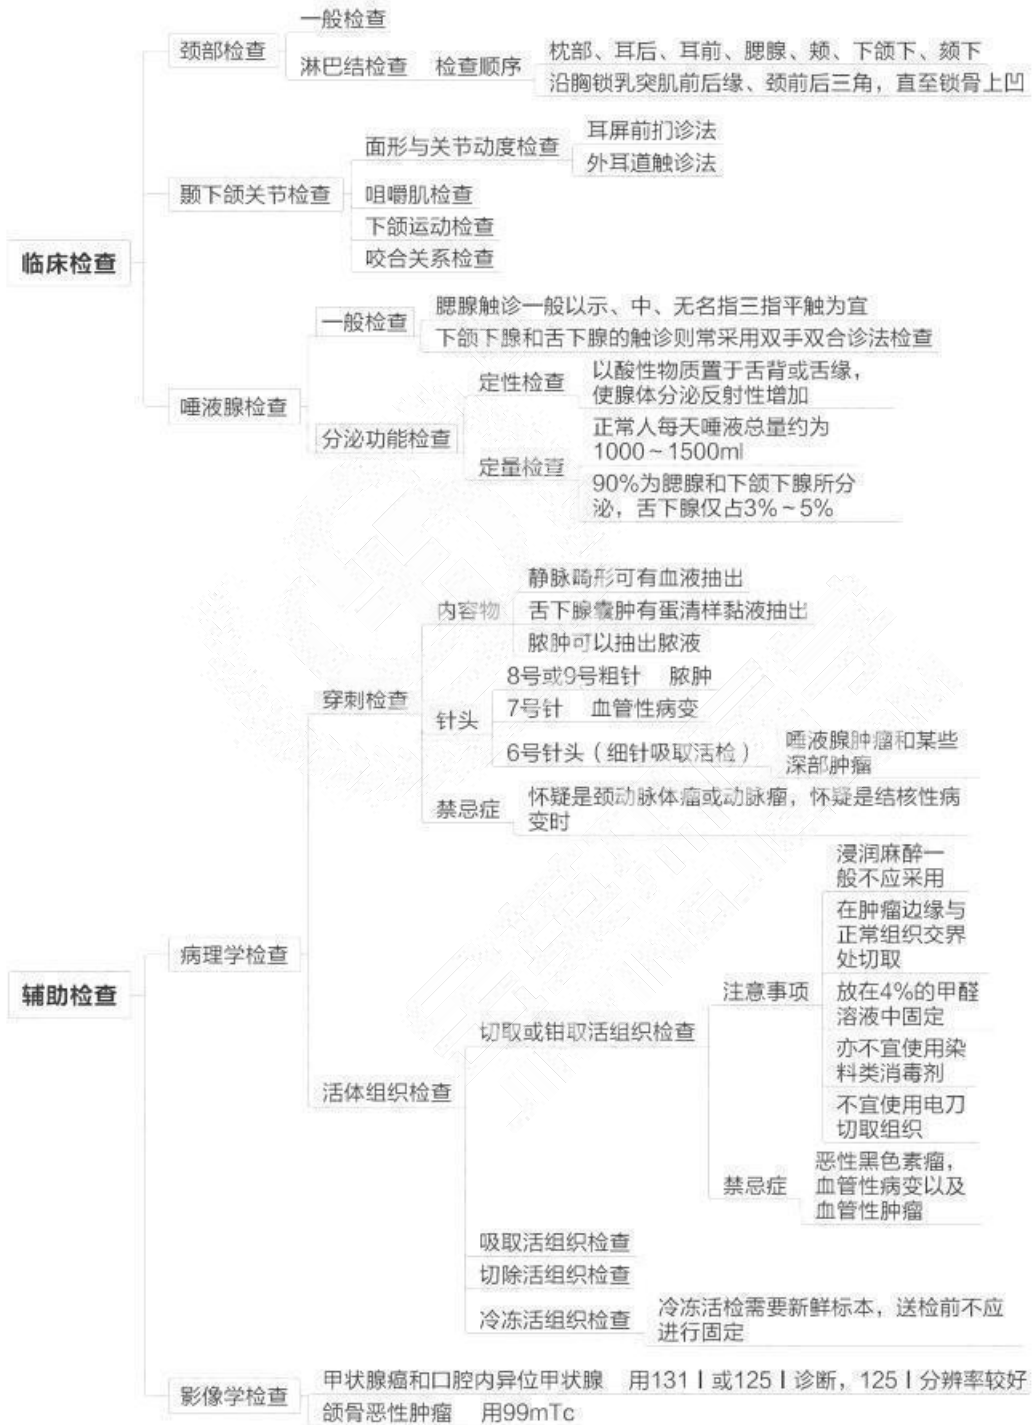 临床检查
颈部检查
一般检查
淋巴结检查
检查顺序
枕部、耳后、耳前、腮腺、颊、下颌下、颏下
沿胸锁乳突肌前后缘、颈前后三角，直至锁骨上凹
颞下颌关节检查
面形与关节动度检查
耳屏前扪诊法
外耳道触诊法
咀嚼肌检查
下颌运动检查
咬合关系检查
唾液腺检查
一般检查
腮腺触诊一般以示、中、无名指三指平触为宜
下颌下腺和舌下腺的触诊则常采用双手双合诊法检查
分泌功能检查
定性检查
以酸性物质置于舌背或舌缘，
使腺体分泌反射性增加
定量检查
正常人每天唾液总量约为
1000～1500ml
90%为腮腺和下颌下腺所分
泌，舌下腺仅占3%～5%
辅助检查
病理学检查
穿刺检查
内容物
静脉畸形可有血液抽出
舌下腺囊肿有蛋清样黏液抽出
脓肿可以抽出脓液
针头
8号或9号粗针 脓肿
7号针 血管性病变
6号针头（细针吸取活检）
唾液腺肿瘤和某些
深部肿瘤
禁忌症
怀疑是颈动脉体瘤或动脉瘤，怀疑是结核性病
变时
活体组织检查
切取或钳取活组织检查
注意事项
浸润麻醉一
般不应采用
在肿瘤边缘与
正常组织交界
处切取
放在4%的甲醛
溶液中固定
亦不宜使用染
料类消毒剂
不宜使用电刀
切取组织
禁忌症
恶性黑色素瘤，
血管性病变以及
血管性肿瘤
吸取活组织检查
切除活组织检查
冷冻活组织检查
冷冻活检需要新鲜标本，送检前不应
进行固定
影像学检查
甲状腺癌和口腔内异位甲状腺 用131 I 或125 I 诊断，125 I 分辨率较好
颌骨恶性肿瘤 用99mTc